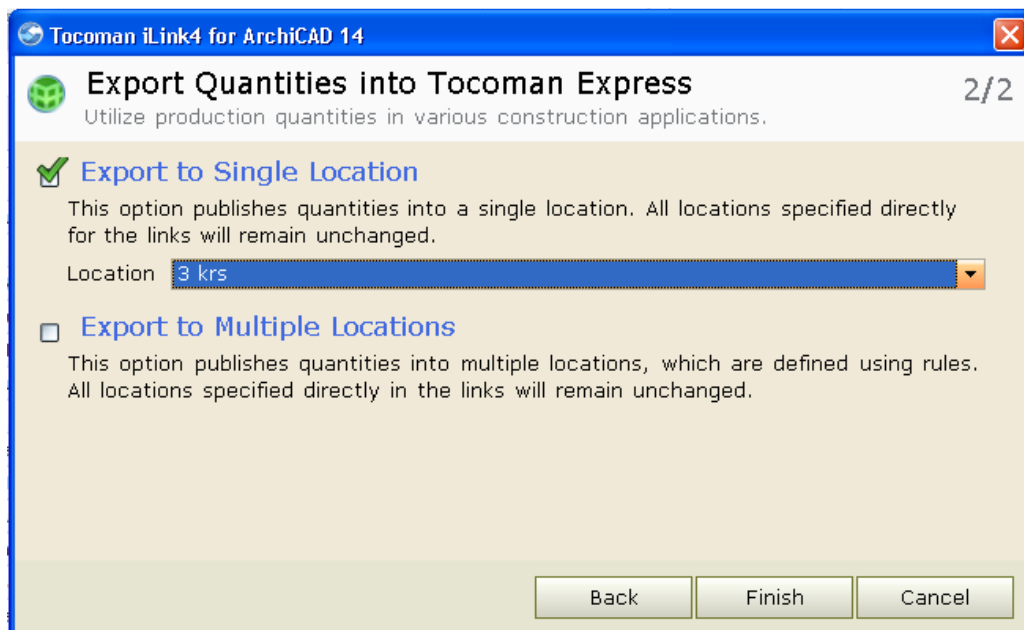 Tocoman iLink4 for ArchiCAD 14
Export Quantities into Tocoman Express
2/2
Utilize production quantities in various construction applications.
Export to Single Location
This option publishes quantities into a single location. All locations specified directly
for the links will remain unchanged.
Location 3 krs
Export to Multiple Locations
This option publishes quantities into multiple locations, which are defined using rules.
All locations specified directly in the links will remain unchanged.
Back Finish Cancel